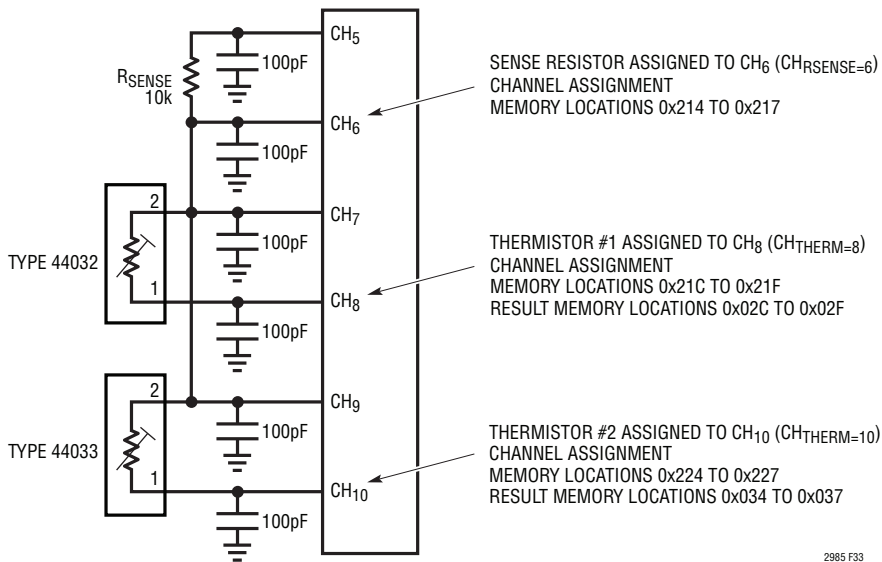 CH5
100pF
RSENSE
10k
CH6
100pF
SENSE RESISTOR ASSIGNED TO CH6 (CHRSENSE=6)
CHANNEL ASSIGNMENT
MEMORY LOCATIONS 0x214 TO 0x217
2
CH7
100pF
TYPE 44032
1
CH8
100pF
THERMISTOR #1 ASSIGNED TO CH8 (CHTHERM=8)
CHANNEL ASSIGNMENT
MEMORY LOCATIONS 0x21C TO 0x21F
RESULT MEMORY LOCATIONS 0x02C TO 0x02F
2
CH9
100pF
TYPE 44033
1
CH10
100pF
THERMISTOR #2 ASSIGNED TO CH10 (CHTHERM=10)
CHANNEL ASSIGNMENT
MEMORY LOCATIONS 0x224 TO 0x227
RESULT MEMORY LOCATIONS 0x034 TO 0x037
2985 F33